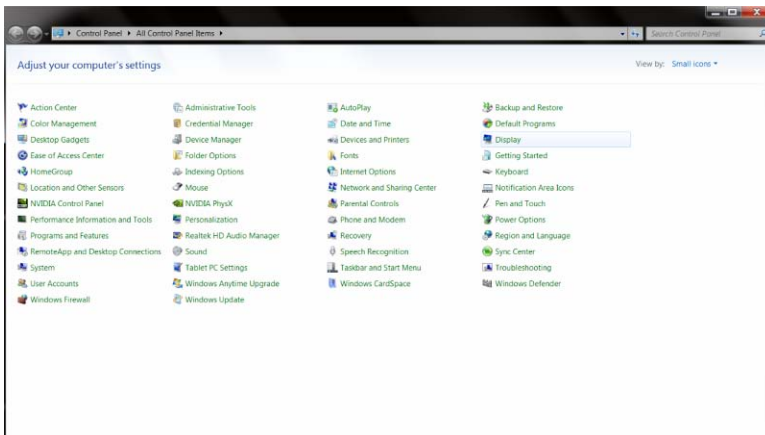 Control Panel ▸ All Control Panel Items ▸ Search Control Panel
Adjust your computer's settings View by: Small icons
Action Center Administrative Tools AutoPlay Backup and Restore
Color Management Credential Manager Date and Time Default Programs
Desktop Gadgets Device Manager Devices and Printers Display
Ease of Access Center Folder Options Fonts Getting Started
HomeGroup Indexing Options Internet Options Keyboard
Location and Other Sensors Mouse Network and Sharing Center Notification Area Icons
NVIDIA Control Panel NVIDIA PhysX Parental Controls Pen and Touch
Performance Information and Tools Personalization Phone and Modem Power Options
Programs and Features Realtek HD Audio Manager Recovery Region and Language
RemoteApp and Desktop Connections Sound Speech Recognition Sync Center
System Tablet PC Settings Taskbar and Start Menu Troubleshooting
User Accounts Windows Anytime Upgrade Windows CardSpace Windows Defender
Windows Firewall Windows Update